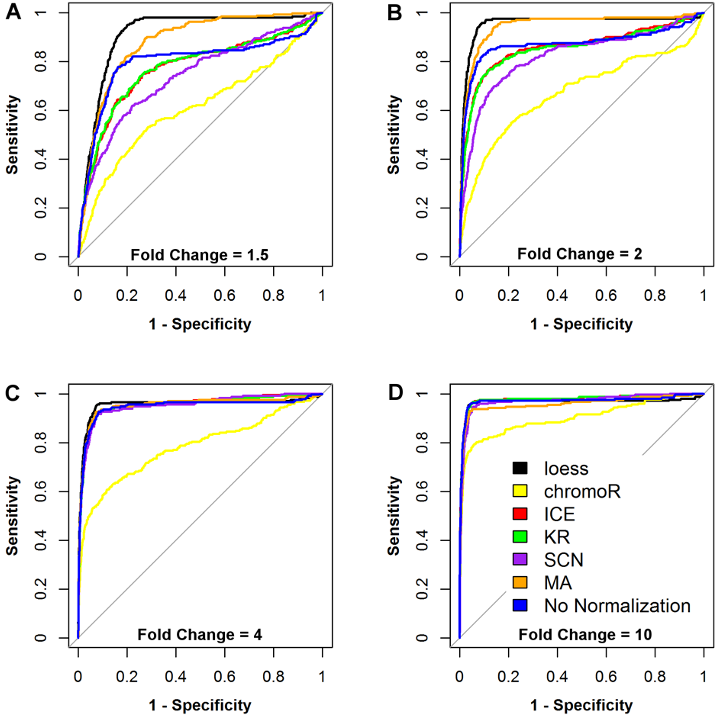 A
Sensitivity
0 0.2 0.4 0.6 0.8 1
Fold Change = 1.5
0 0.2 0.4 0.6 0.8 1
1 - Specificity
B
Sensitivity
0 0.2 0.4 0.6 0.8 1
Fold Change = 2
0 0.2 0.4 0.6 0.8 1
1 - Specificity
C
Sensitivity
0 0.2 0.4 0.6 0.8 1
Fold Change = 4
0 0.2 0.4 0.6 0.8 1
1 - Specificity
D
Sensitivity
0 0.2 0.4 0.6 0.8 1
loess
chromoR
ICE
KR
SCN
MA
No Normalization
Fold Change = 10
0 0.2 0.4 0.6 0.8 1
1 - Specificity